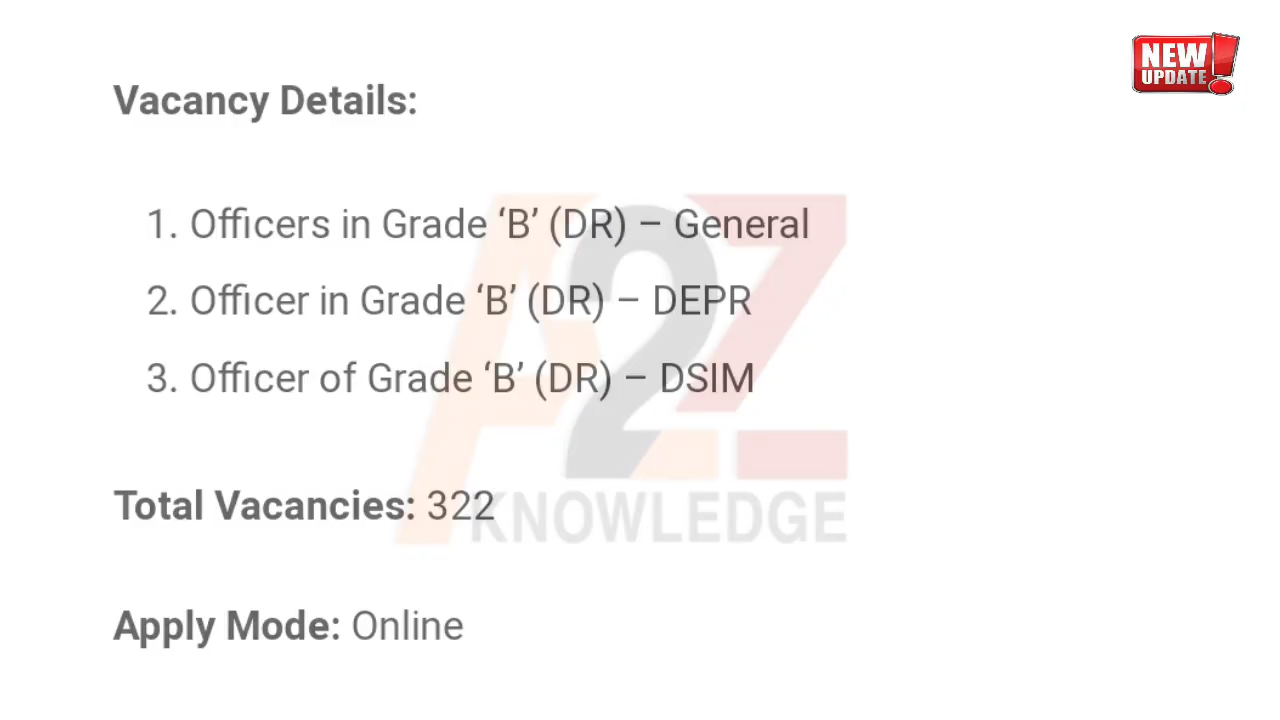 NEW
UPDATE
Vacancy Details:
1. Officers in Grade ‘B’ (DR) – General
2. Officer in Grade ‘B’ (DR) – DEPR
3. Officer of Grade ‘B’ (DR) – DSIM
Total Vacancies: 322
Apply Mode: Online
A2Z
KNOWLEDGE